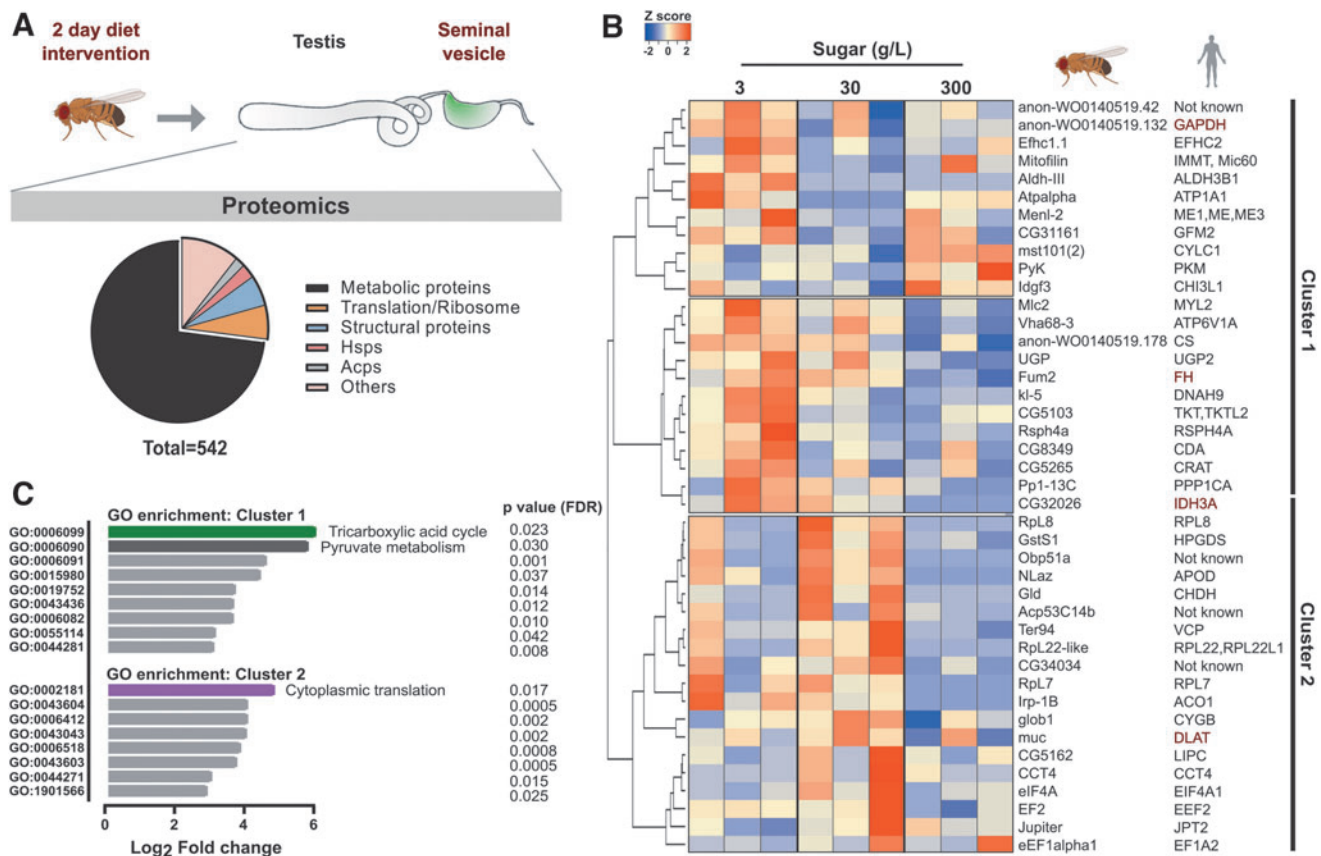 A
2 day diet
intervention
Testis
Seminal
vesicle
Proteomics
Metabolic proteins
Translation/Ribosome
Structural proteins
Hsps
Acps
Others
Total=542
B
Z score
-2 0 2
Sugar (g/L)
3 30 300
anon-WO0140519.42 Not known
anon-WO0140519.132 GAPDH
Efhc1.1 EFHC2
Mitofilin IMMT, Mic60
Aldh-III ALDH3B1
Atpalpha ATP1A1
Menl-2 ME1,ME,ME3
CG31161 GFM2
mst101(2) CYLC1
PyK PKM
Idgf3 CHI3L1
Mlc2 MYL2
Vha68-3 ATP6V1A
anon-WO0140519.178 CS
UGP UGP2
Fum2 FH
kl-5 DNAH9
CG5103 TKT,TKTL2
Rsph4a RSPH4A
CG8349 CDA
CG5265 CRAT
Pp1-13C PPP1CA
CG32026 IDH3A
Cluster 1
RpL8 RPL8
GstS1 HPGDS
Obp51a Not known
NLaz APOD
Gld CHDH
Acp53C14b Not known
Ter94 VCP
RpL22-like RPL22,RPL22L1
CG34034 Not known
RpL7 RPL7
Irp-1B ACO1
glob1 CYGB
muc DLAT
CG5162 LIPC
CCT4 CCT4
eIF4A EIF4A1
EF2 EEF2
Jupiter JPT2
eEF1alpha1 EF1A2
Cluster 2
C
GO enrichment: Cluster 1
p value (FDR)
GO:0006099 Tricarboxylic acid cycle 0.023
GO:0006090 Pyruvate metabolism 0.030
GO:0006091 0.001
GO:0015980 0.037
GO:0019752 0.014
GO:0043436 0.012
GO:0006082 0.010
GO:0055114 0.042
GO:0044281 0.008
GO enrichment: Cluster 2
GO:0002181 Cytoplasmic translation 0.017
GO:0043604 0.0005
GO:0006412 0.002
GO:0043043 0.002
GO:0006518 0.0008
GO:0043603 0.0005
GO:0044271 0.015
GO:1901566 0.025
0 2 4 6
Log2 Fold change